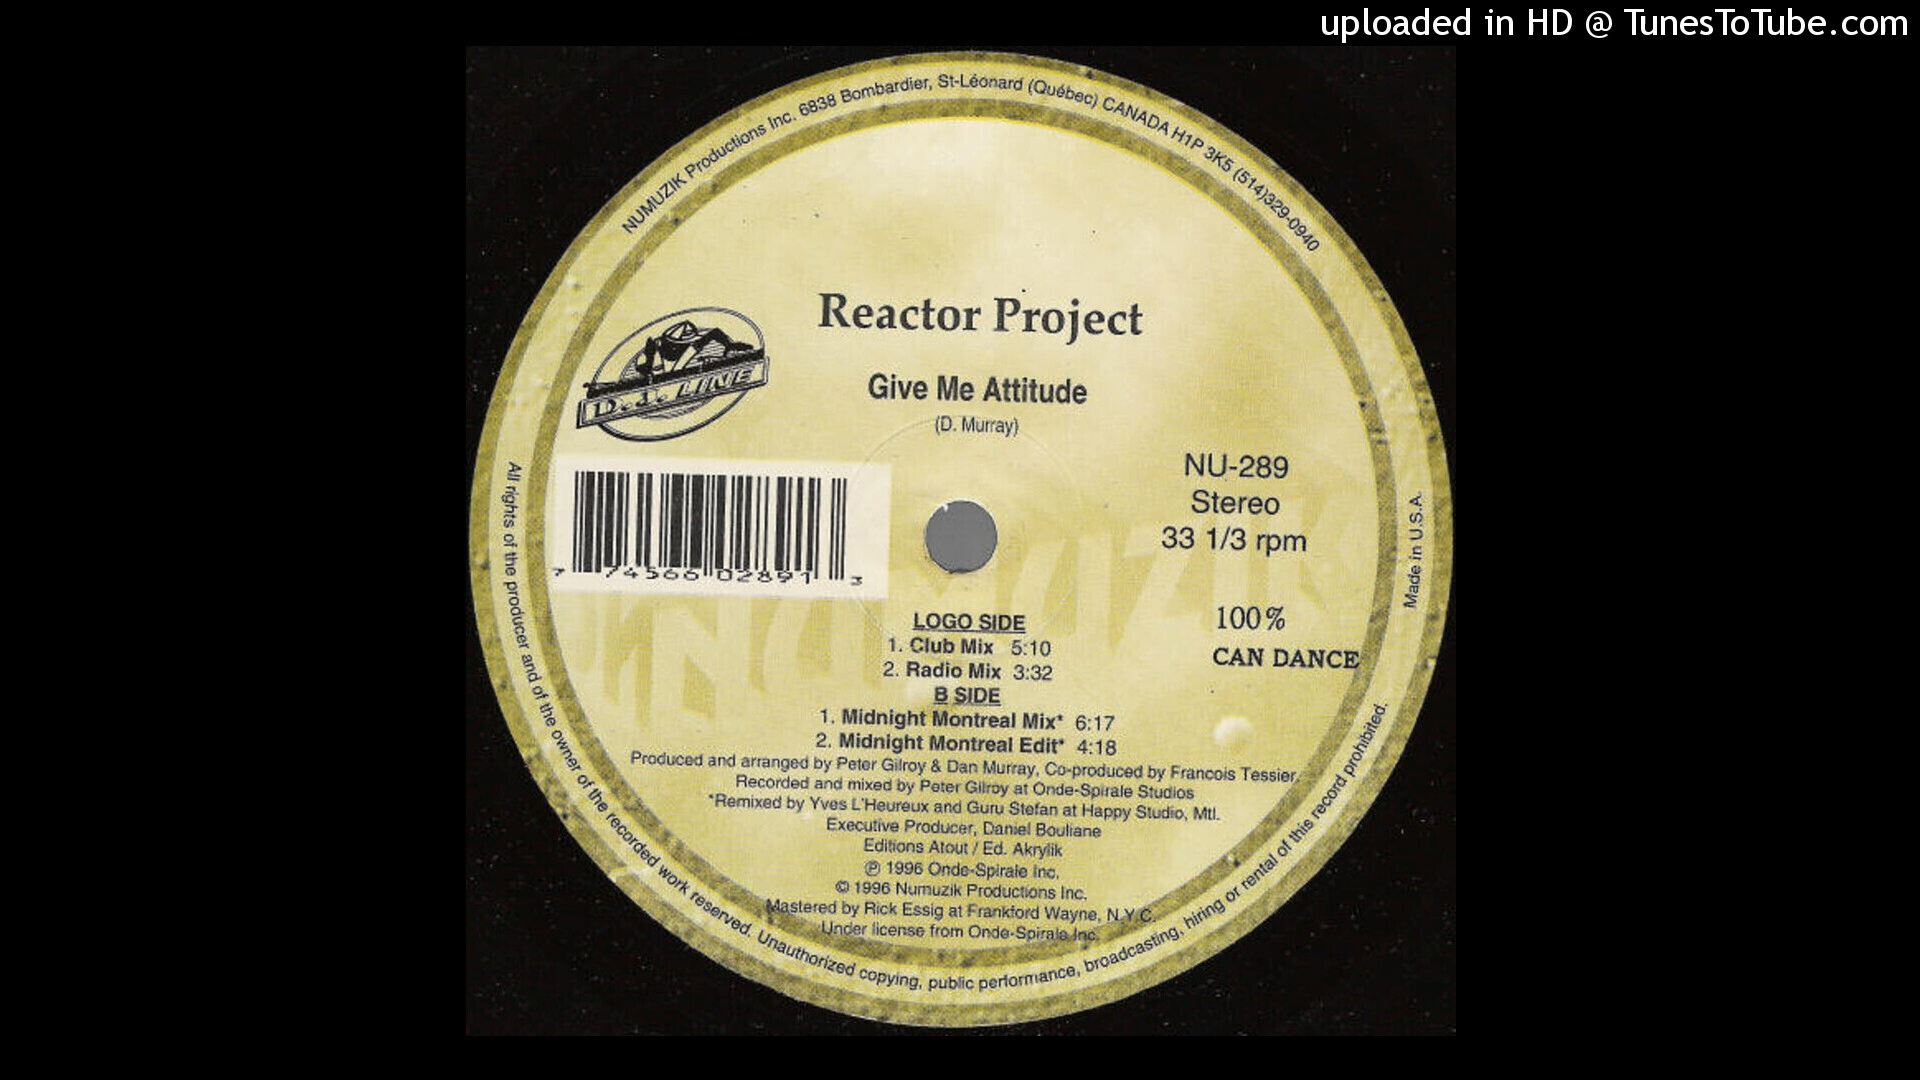 uploaded in HD @ TunesToTube.com
NUMUZIK Productions Inc. 6838 Bombardier, St-Léonard (Québec) CANADA H1P 3K5 (514)329-0940
Reactor Project
D.J. LINE
Give Me Attitude
(D. Murray)
NU-289
Stereo
33 1/3 rpm
7 74566 02891 3
100%
CAN DANCE
LOGO SIDE
1. Club Mix 5:10
2. Radio Mix 3:32
B SIDE
1. Midnight Montreal Mix* 6:17
2. Midnight Montreal Edit* 4:18
Produced and arranged by Peter Gilroy & Dan Murray, Co-produced by Francois Tessier.
Recorded and mixed by Peter Gilroy at Onde-Spirale Studios
*Remixed by Yves L'Heureux and Guru Stefan at Happy Studio, Mtl.
Executive Producer, Daniel Bouliane
Editions Atout / Ed. Akrylik
℗ 1996 Onde-Spirale Inc.
© 1996 Numuzik Productions Inc.
Mastered by Rick Essig at Frankford Wayne, N.Y.C.
Under license from Onde-Spirale Inc.
All rights of the producer and of the owner of the recorded work reserved. Unauthorized copying, public performance, broadcasting, hiring or rental of this record prohibited.
Made in U.S.A.
NUMUZIK